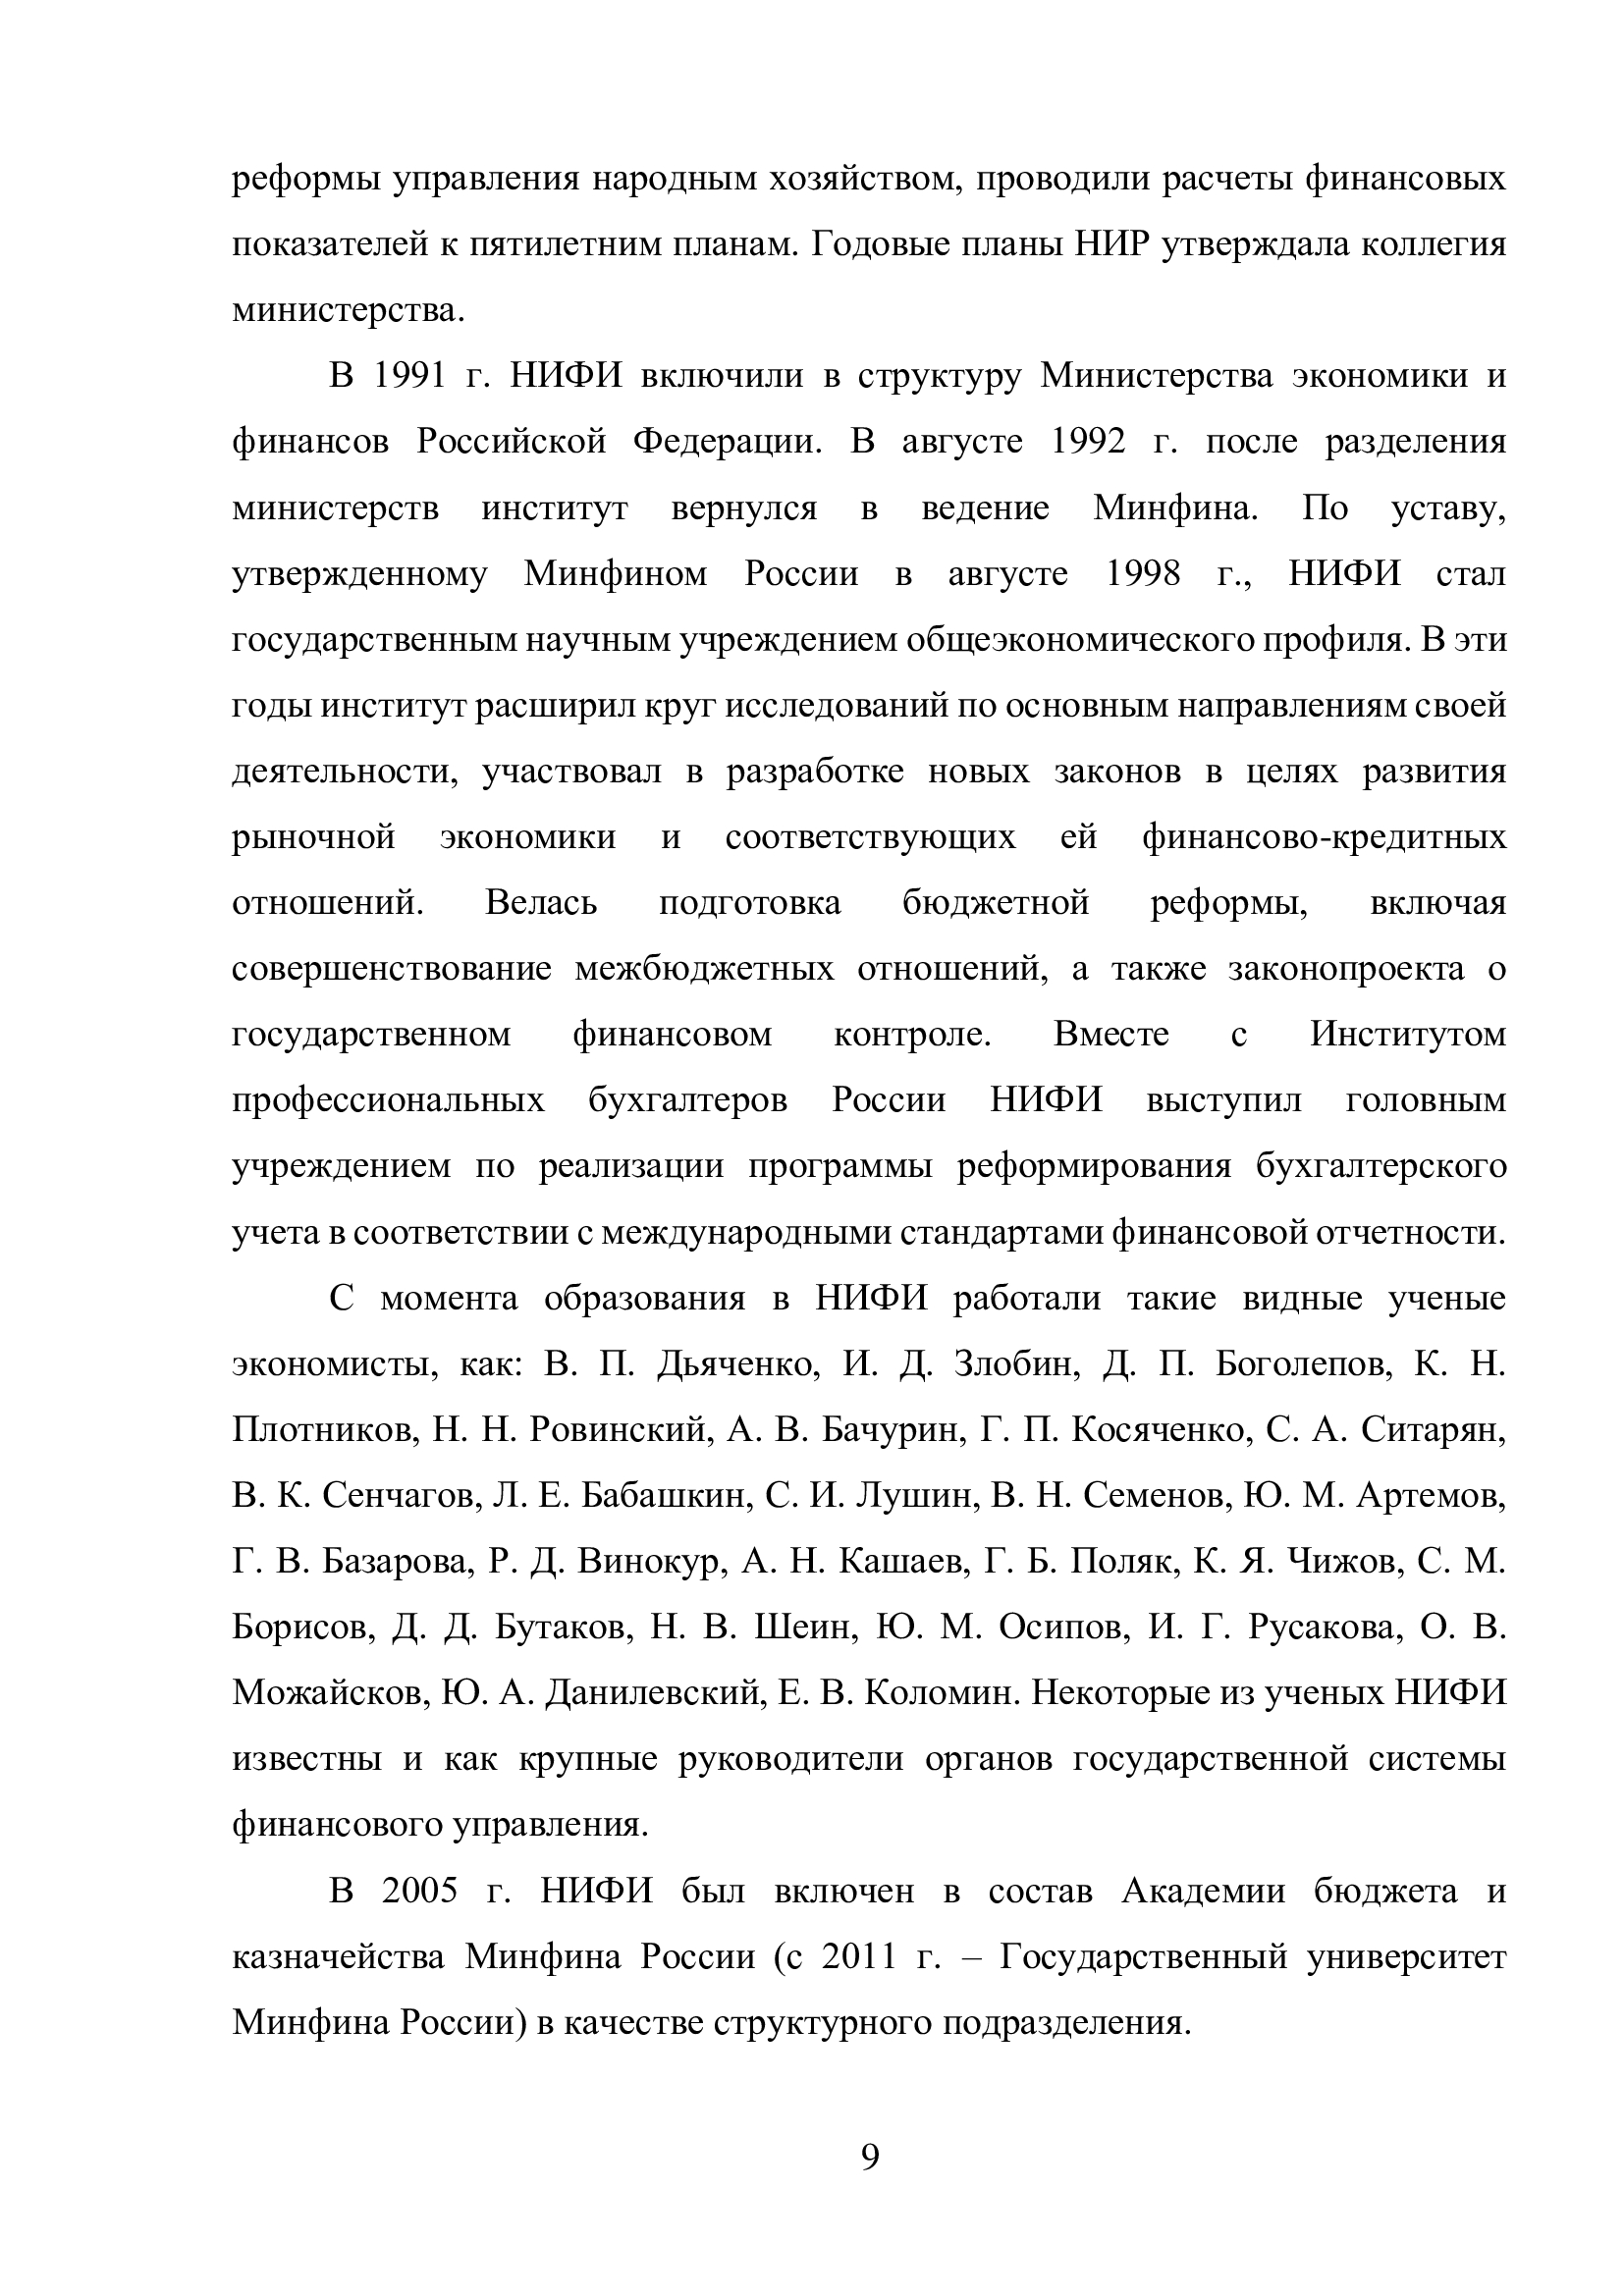 реформы управления народным хозяйством, проводили расчеты финансовых
показателей к пятилетним планам. Годовые планы НИР утверждала коллегия
министерства.
В 1991 г. НИФИ включили в структуру Министерства экономики и
финансов Российской Федерации. В августе 1992 г. после разделения
министерств институт вернулся в ведение Минфина. По уставу,
утвержденному Минфином России в августе 1998 г., НИФИ стал
государственным научным учреждением общеэкономического профиля. В эти
годы институт расширил круг исследований по основным направлениям своей
деятельности, участвовал в разработке новых законов в целях развития
рыночной экономики и соответствующих ей финансово-кредитных
отношений. Велась подготовка бюджетной реформы, включая
совершенствование межбюджетных отношений, а также законопроекта о
государственном финансовом контроле. Вместе с Институтом
профессиональных бухгалтеров России НИФИ выступил головным
учреждением по реализации программы реформирования бухгалтерского
учета в соответствии с международными стандартами финансовой отчетности.
С момента образования в НИФИ работали такие видные ученые
экономисты, как: В. П. Дьяченко, И. Д. Злобин, Д. П. Боголепов, К. Н.
Плотников, Н. Н. Ровинский, А. В. Бачурин, Г. П. Косяченко, С. А. Ситарян,
В. К. Сенчагов, Л. Е. Бабашкин, С. И. Лушин, В. Н. Семенов, Ю. М. Артемов,
Г. В. Базарова, Р. Д. Винокур, А. Н. Кашаев, Г. Б. Поляк, К. Я. Чижов, С. М.
Борисов, Д. Д. Бутаков, Н. В. Шеин, Ю. М. Осипов, И. Г. Русакова, О. В.
Можайсков, Ю. А. Данилевский, Е. В. Коломин. Некоторые из ученых НИФИ
известны и как крупные руководители органов государственной системы
финансового управления.
В 2005 г. НИФИ был включен в состав Академии бюджета и
казначейства Минфина России (с 2011 г. – Государственный университет
Минфина России) в качестве структурного подразделения.
9